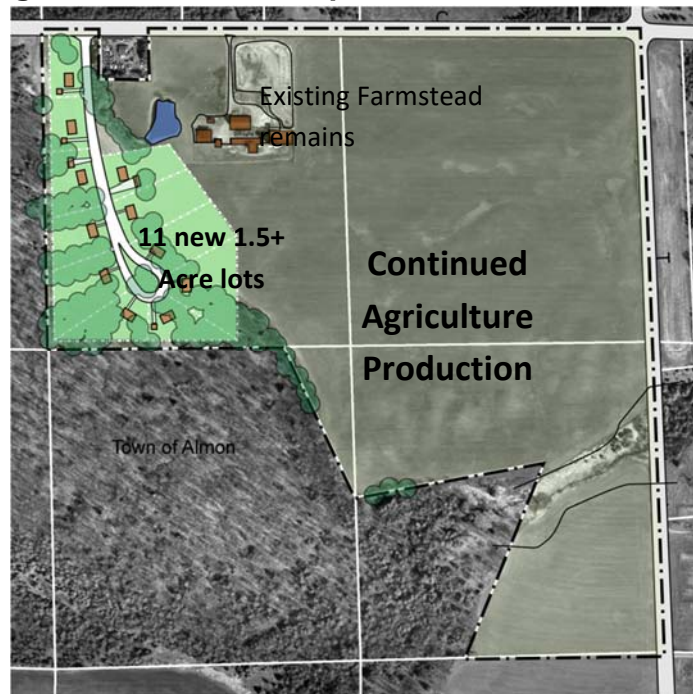 C
Existing Farmstead
remains
11 new 1.5+
Acre lots
Continued
Agriculture
Production
Town of Almon